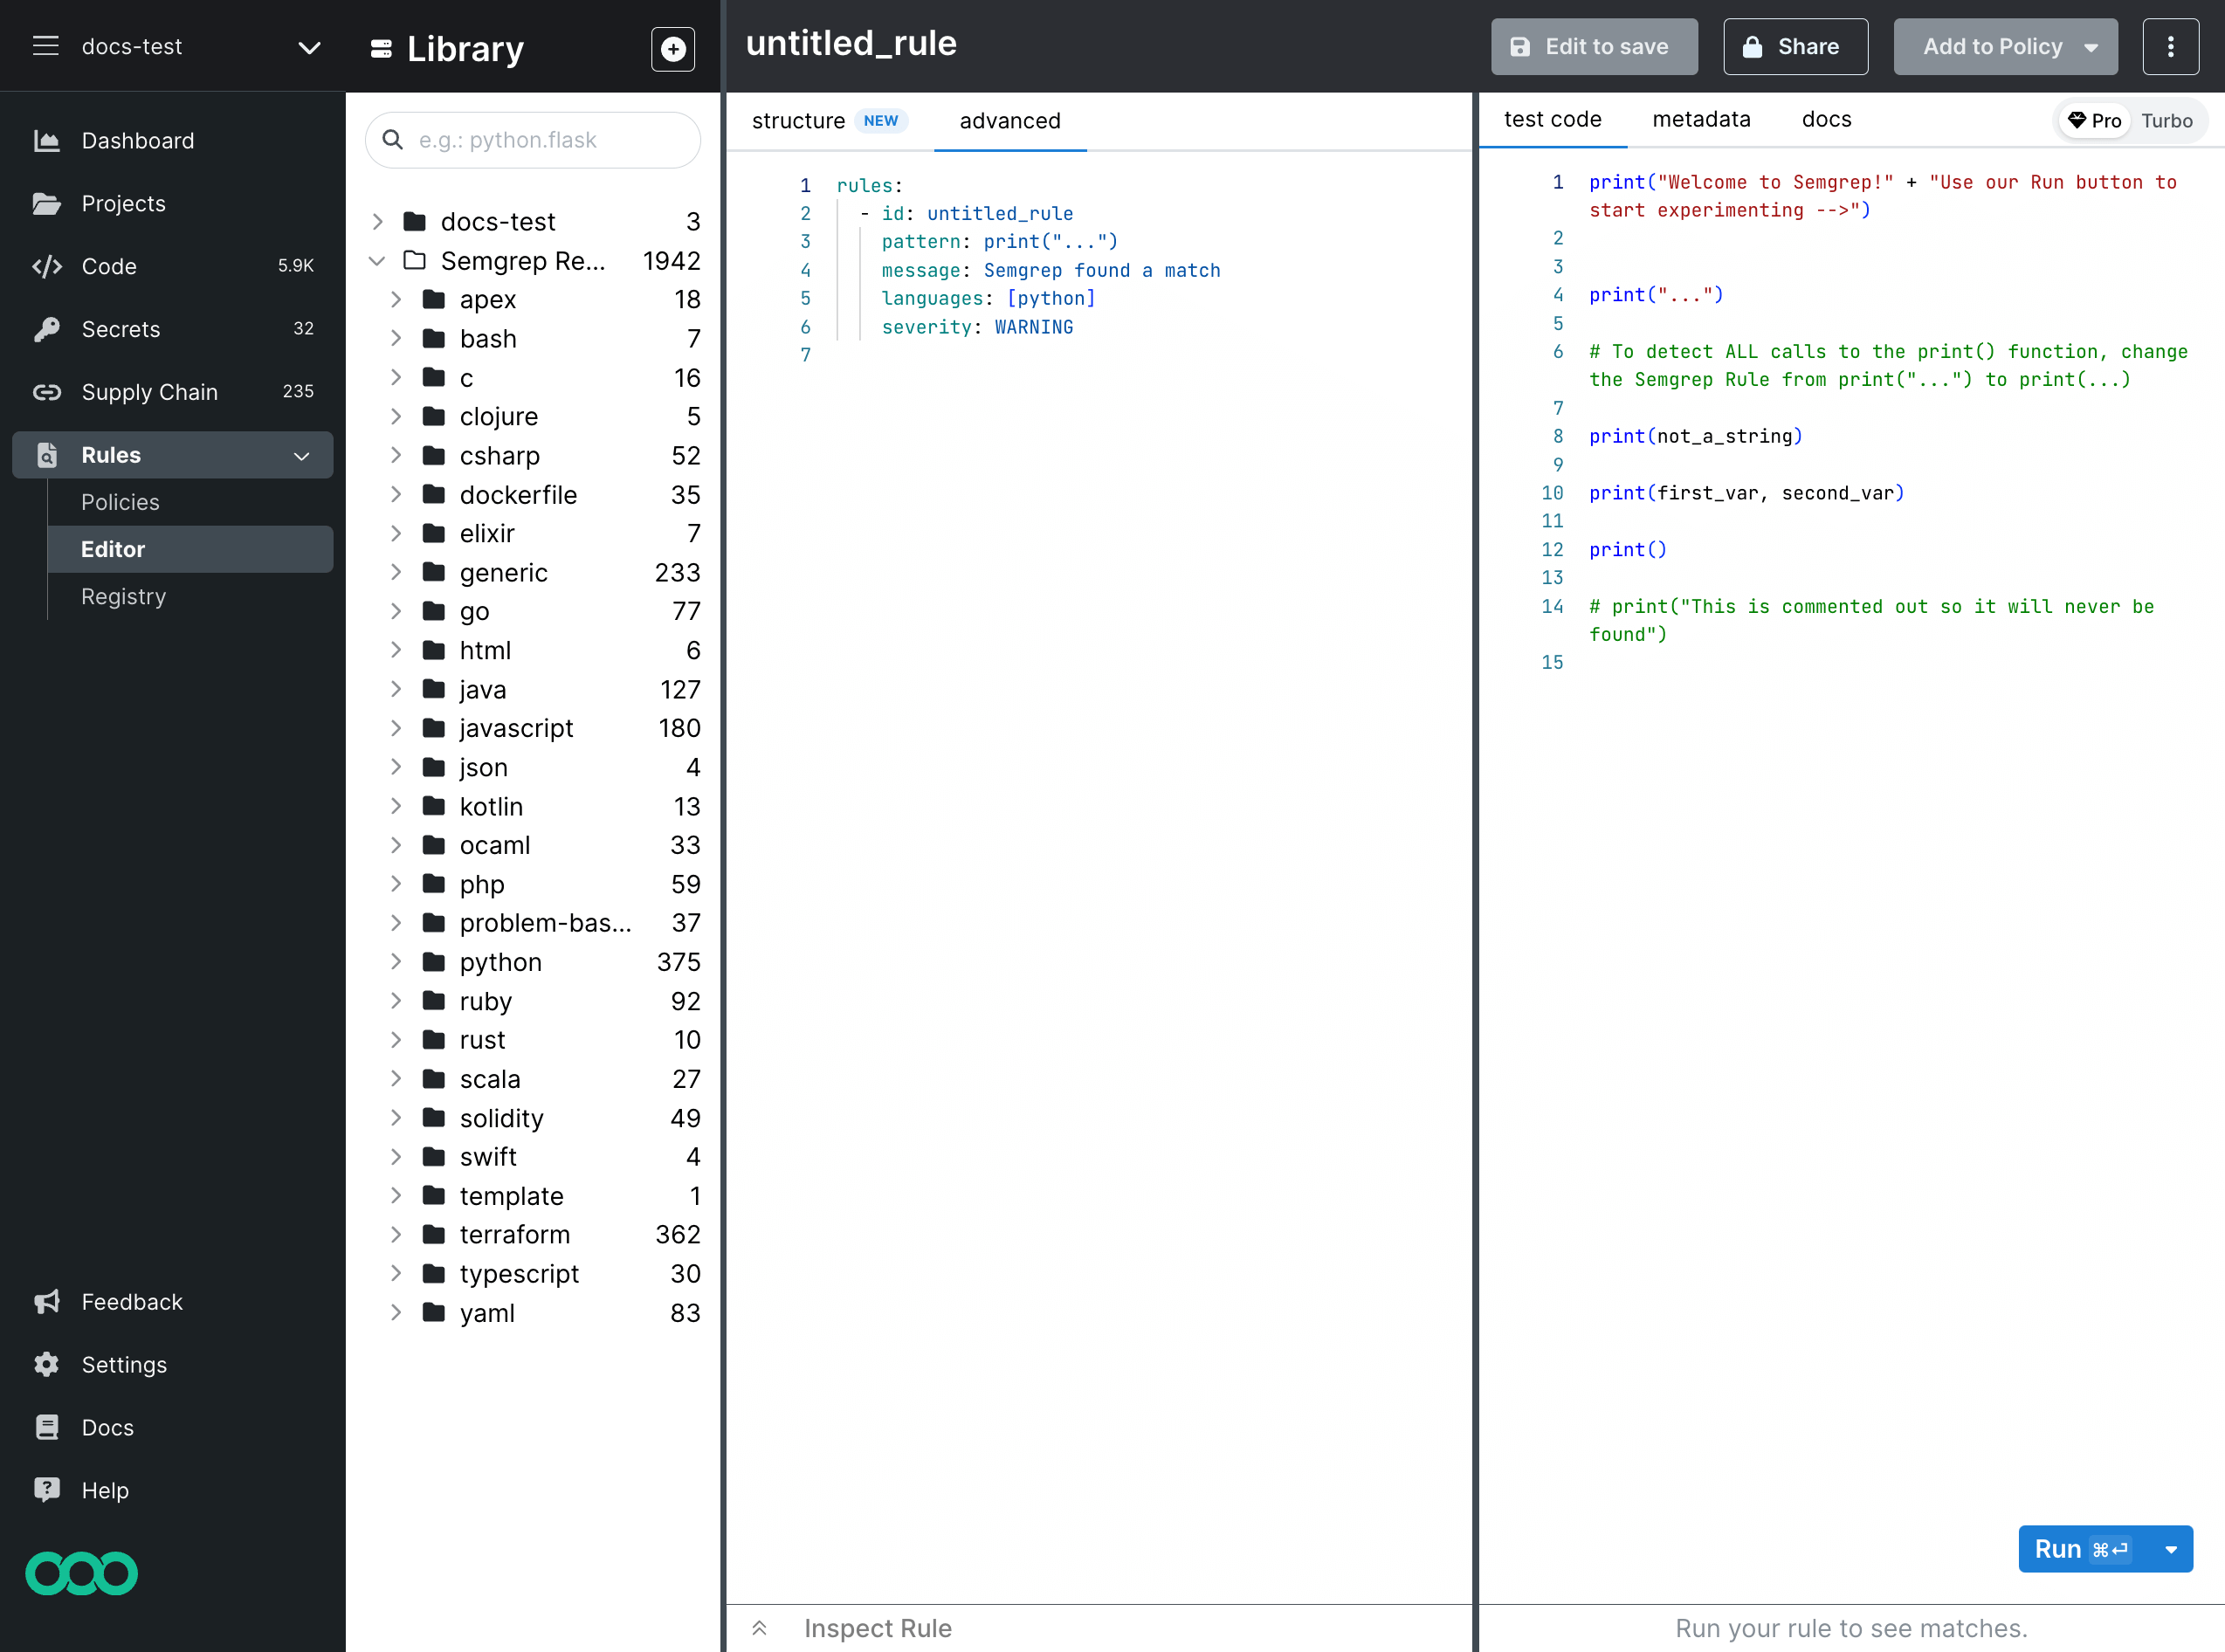 docs-test
Dashboard
Projects
Code 5.9K
Secrets 32
Supply Chain 235
Rules
Policies
Editor
Registry
Feedback
Settings
Docs
Help
Library
e.g.: python.flask
docs-test 3
Semgrep Re... 1942
apex 18
bash 7
c 16
clojure 5
csharp 52
dockerfile 35
elixir 7
generic 233
go 77
html 6
java 127
javascript 180
json 4
kotlin 13
ocaml 33
php 59
problem-bas... 37
python 375
ruby 92
rust 10
scala 27
solidity 49
swift 4
template 1
terraform 362
typescript 30
yaml 83
untitled_rule
Edit to save
Share
Add to Policy
structure NEW advanced
1 rules:
2 - id: untitled_rule
3 pattern: print("...")
4 message: Semgrep found a match
5 languages: [python]
6 severity: WARNING
7
Inspect Rule
test code metadata docs
Pro Turbo
1 print("Welcome to Semgrep!" + "Use our Run button to
start experimenting -->")
2
3
4 print("...")
5
6 # To detect ALL calls to the print() function, change
the Semgrep Rule from print("...") to print(...)
7
8 print(not_a_string)
9
10 print(first_var, second_var)
11
12 print()
13
14 # print("This is commented out so it will never be
found")
15
Run ⌘⏎
Run your rule to see matches.